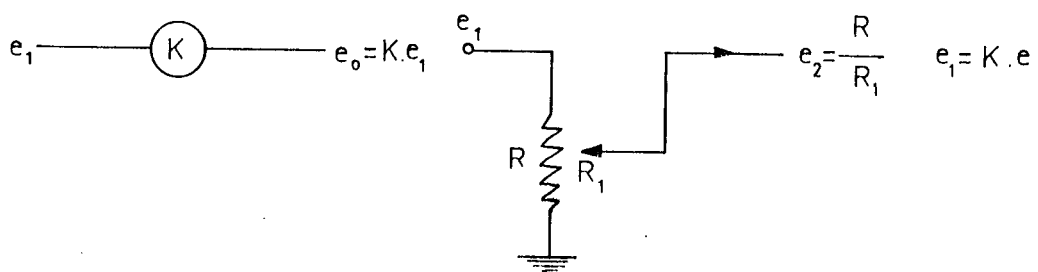 e₁ K e₀=K.e₁
e₁
e₂= R/R₁ e₁=K.e
R R₁